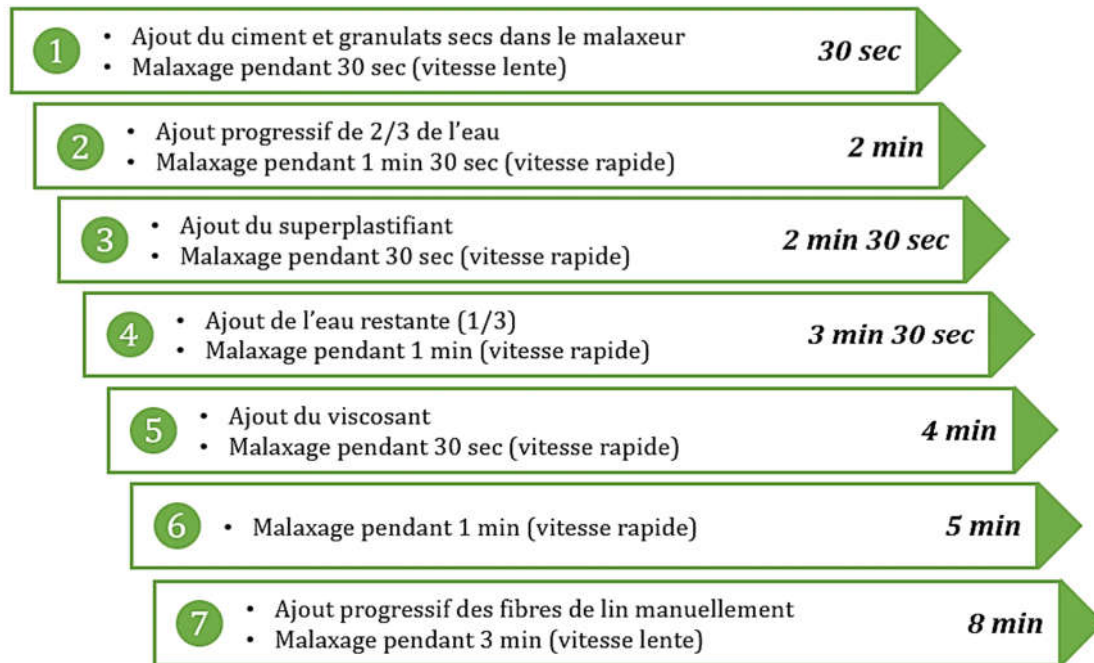 1
• Ajout du ciment et granulats secs dans le malaxeur
• Malaxage pendant 30 sec (vitesse lente)
30 sec
2
• Ajout progressif de 2/3 de l'eau
• Malaxage pendant 1 min 30 sec (vitesse rapide)
2 min
3
• Ajout du superplastifiant
• Malaxage pendant 30 sec (vitesse rapide)
2 min 30 sec
4
• Ajout de l'eau restante (1/3)
• Malaxage pendant 1 min (vitesse rapide)
3 min 30 sec
5
• Ajout du viscosant
• Malaxage pendant 30 sec (vitesse rapide)
4 min
6
• Malaxage pendant 1 min (vitesse rapide)
5 min
7
• Ajout progressif des fibres de lin manuellement
• Malaxage pendant 3 min (vitesse lente)
8 min